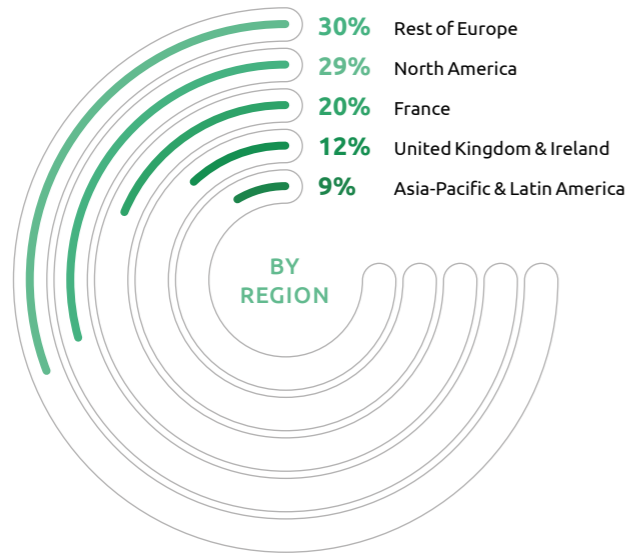 30% Rest of Europe
29% North America
20% France
12% United Kingdom & Ireland
9% Asia-Pacific & Latin America
BY
REGION